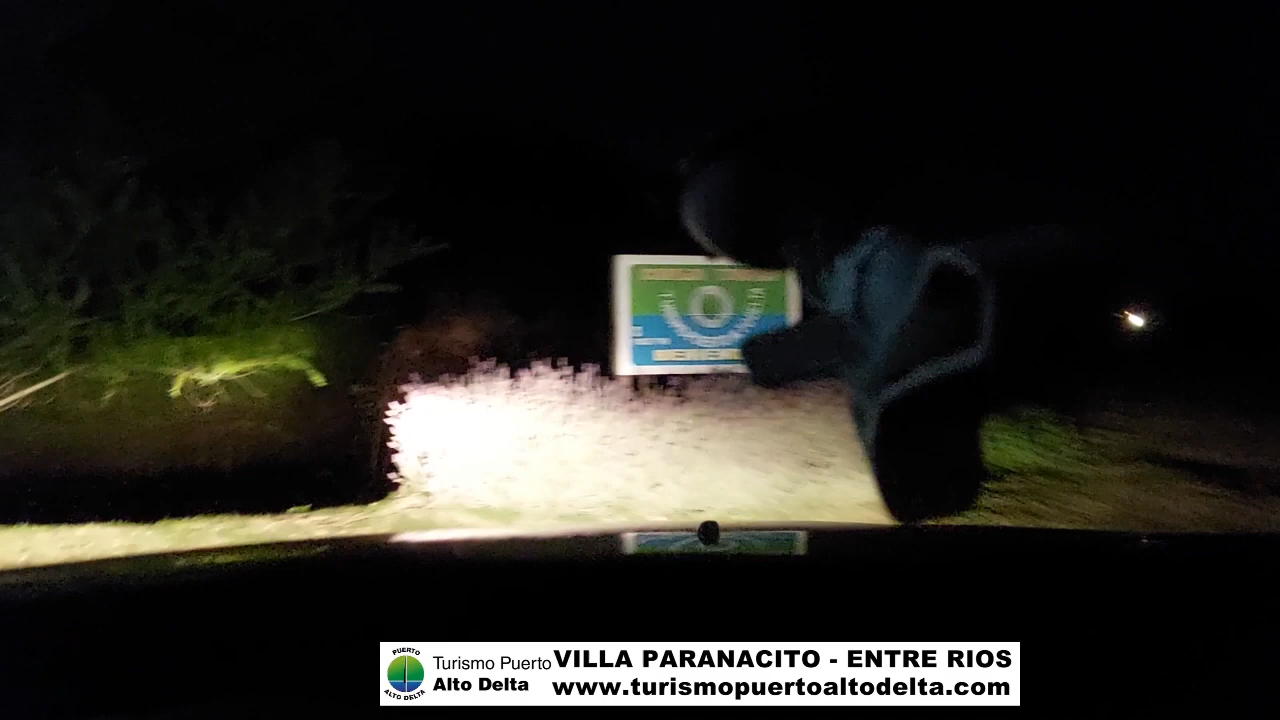 PUERTO
ALTO DELTA
Turismo Puerto
Alto Delta
VILLA PARANACITO - ENTRE RIOS
www.turismopuertoaltodelta.com